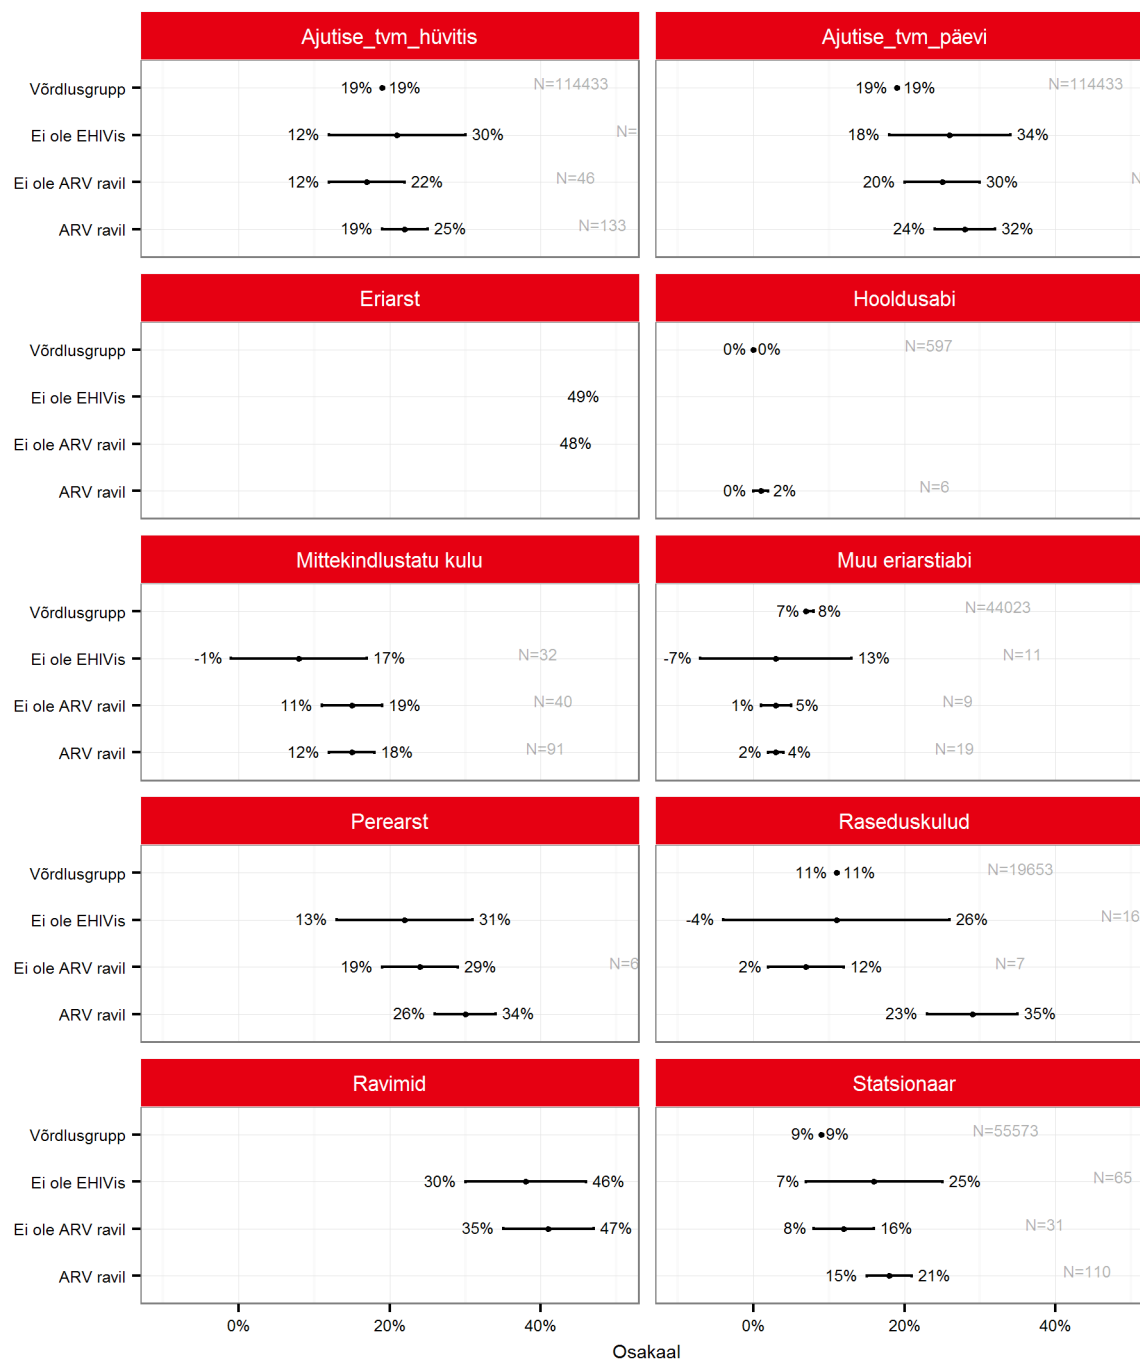 Ajutise_tvm_hüvitis
Ajutise_tvm_päevi
Võrdlusgrupp 19% 19% N=114433 19% 19% N=114433
Ei ole EHIVis 12% 30% N= 18% 34%
Ei ole ARV ravil 12% 22% N=46 20% 30% N
ARV ravil 19% 25% N=133 24% 32%
Eriarst
Hooldusabi
Võrdlusgrupp 0% 0% N=597
Ei ole EHIVis 49%
Ei ole ARV ravil 48%
ARV ravil 0% 2% N=6
Mittekindlustatu kulu
Muu eriarstiabi
Võrdlusgrupp 7% 8% N=44023
Ei ole EHIVis -1% 17% N=32 -7% 13% N=11
Ei ole ARV ravil 11% 19% N=40 1% 5% N=9
ARV ravil 12% 18% N=91 2% 4% N=19
Perearst
Raseduskulud
Võrdlusgrupp 11% 11% N=19653
Ei ole EHIVis 13% 31% -4% 26% N=16
Ei ole ARV ravil 19% 29% N=6 2% 12% N=7
ARV ravil 26% 34% 23% 35%
Ravimid
Statsionaar
Võrdlusgrupp 9% 9% N=55573
Ei ole EHIVis 30% 46% 7% 25% N=65
Ei ole ARV ravil 35% 47% 8% 16% N=31
ARV ravil 15% 21% N=110
0% 20% 40% 0% 20% 40%
Osakaal